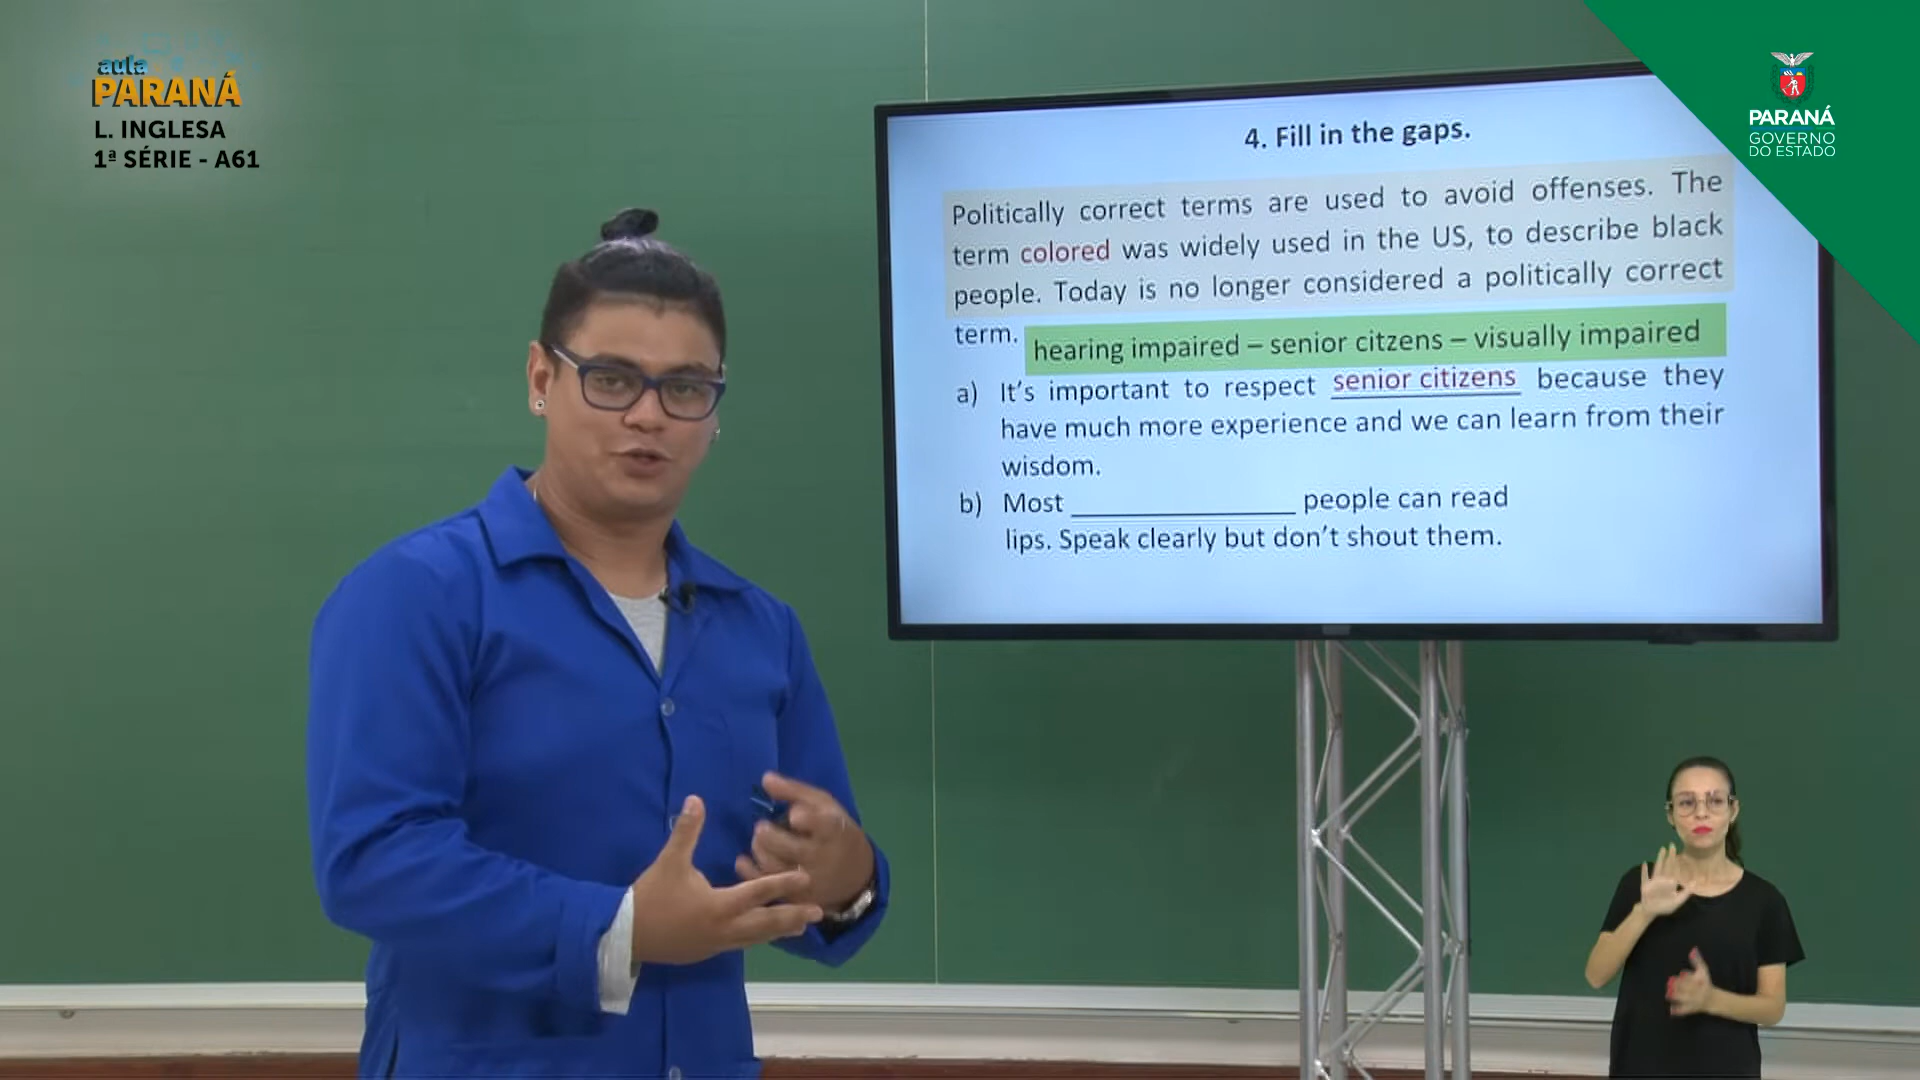 aula
PARANÁ
L. INGLESA
1ª SÉRIE - A61
PARANÁ
GOVERNO
DO ESTADO
4. Fill in the gaps.
Politically correct terms are used to avoid offenses. The
term colored was widely used in the US, to describe black
people. Today is no longer considered a politically correct
term.
hearing impaired – senior citzens – visually impaired
a) It's important to respect senior citizens because they
have much more experience and we can learn from their
wisdom.
b) Most ________________ people can read
lips. Speak clearly but don't shout them.